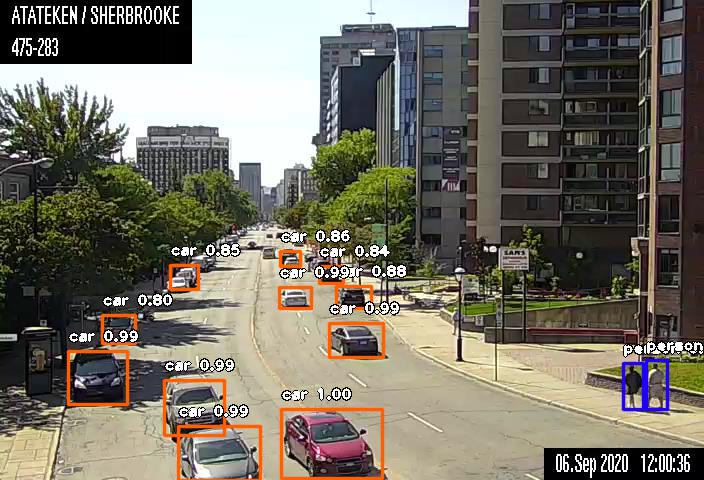 ATATEKEN / SHERBROOKE
475-283
car 0.86
car 0.85
car 0.84
car 0.99
car 0.88
car 0.80
car 0.99
car 0.99
car 0.99
person
car 0.99
car 1.00
SAM'S
06.Sep 2020 12:00:36